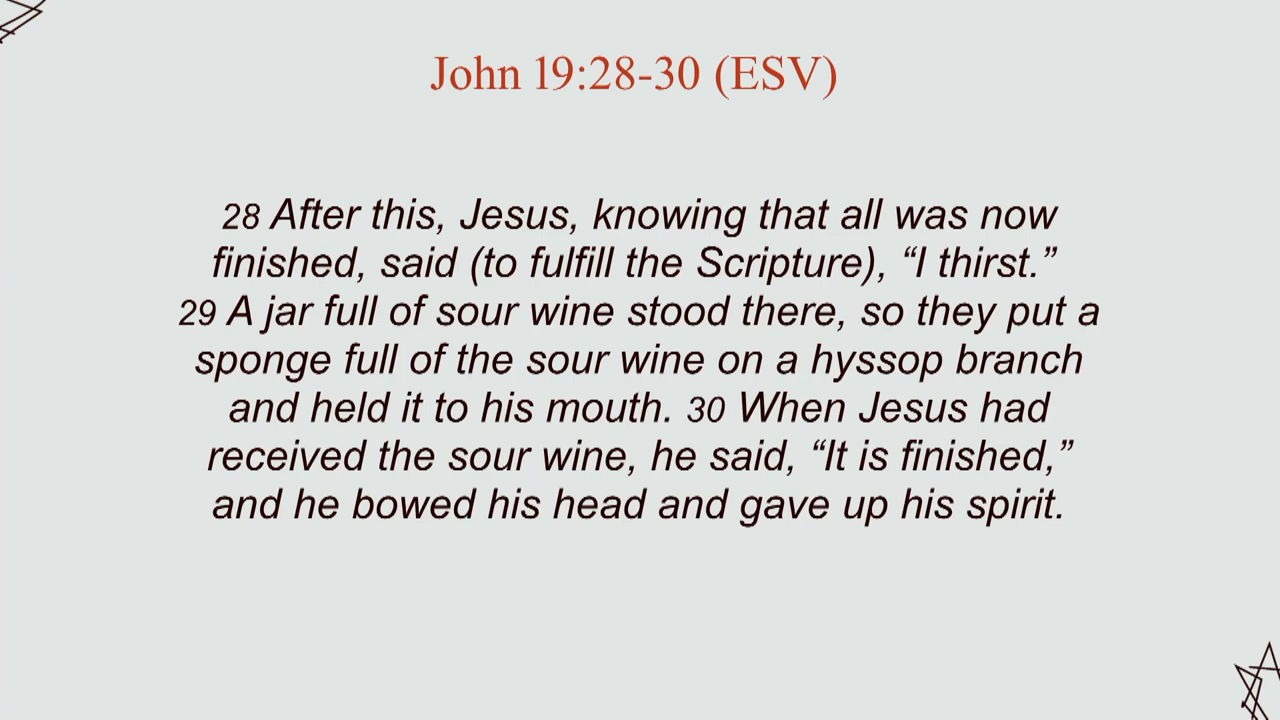 John 19:28-30 (ESV)
28 After this, Jesus, knowing that all was now
finished, said (to fulfill the Scripture), “I thirst.”
29 A jar full of sour wine stood there, so they put a
sponge full of the sour wine on a hyssop branch
and held it to his mouth. 30 When Jesus had
received the sour wine, he said, “It is finished,”
and he bowed his head and gave up his spirit.